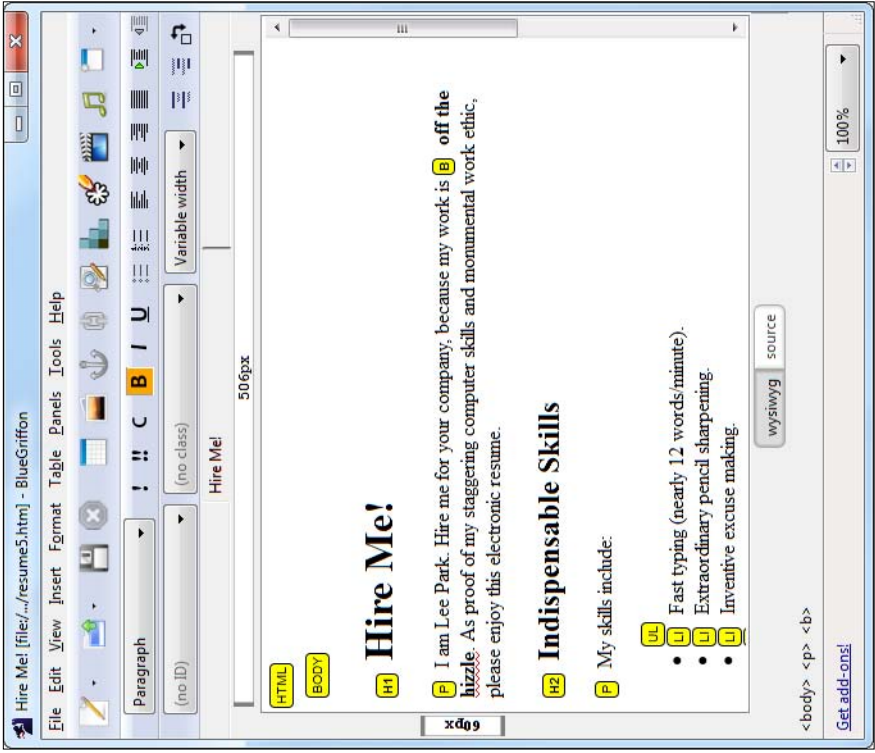 Hire Me! [file:/.../resume5.htm] - BlueGriffon
File Edit View Insert Format Table Panels Tools Help
Paragraph ! !! C B I U
(no ID) (no class) Variable width
Hire Me!
506px
HTML
BODY
H1 Hire Me!
P I am Lee Park. Hire me for your company, because my work is B off the
hizzle. As proof of my staggering computer skills and monumental work ethic,
please enjoy this electronic resume.
H2 Indispensable Skills
P My skills include:
UL
• LI Fast typing (nearly 12 words/minute).
• LI Extraordinary pencil sharpening.
• LI Inventive excuse making.
wysiwyg source
<body> <p> <b>
Get add-ons! 100%